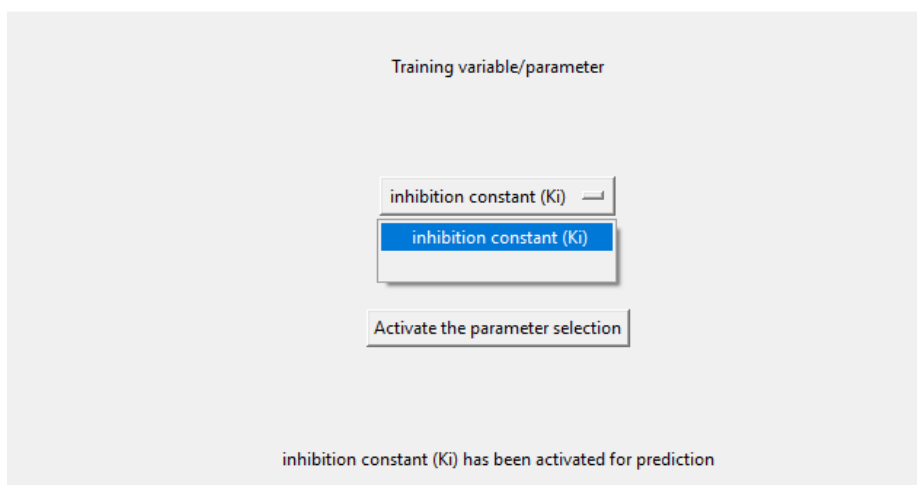 Training variable/parameter
inhibition constant (Ki)
inhibition constant (Ki)
Activate the parameter selection
inhibition constant (Ki) has been activated for prediction